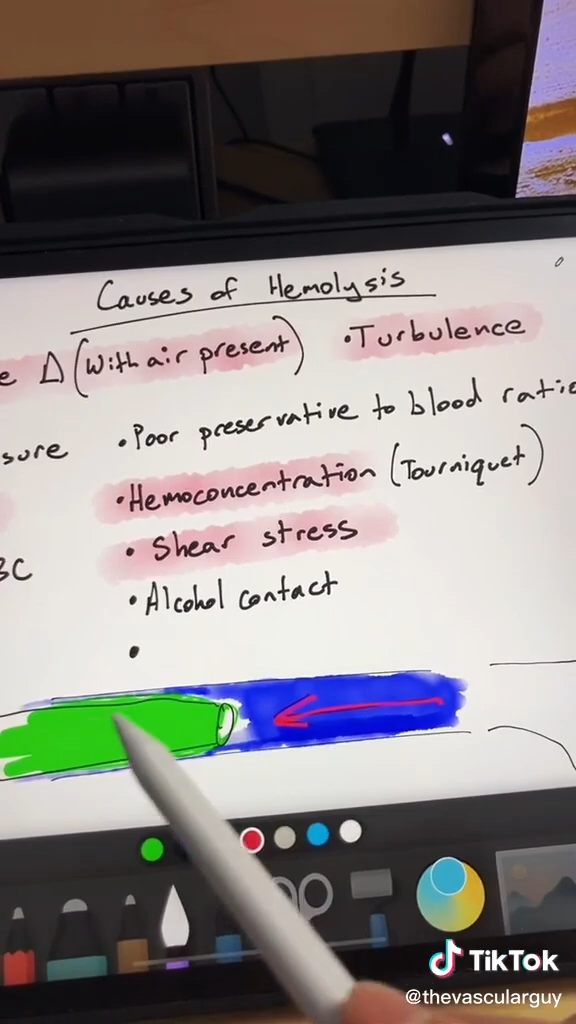 Causes of Hemolysis
e Δ (With air present)
• Turbulence
sure
• Poor preservative to blood ratio
• Hemoconcentration (Tourniquet)
• Shear stress
BC
• Alcohol contact
•
TikTok
@thevascularguy